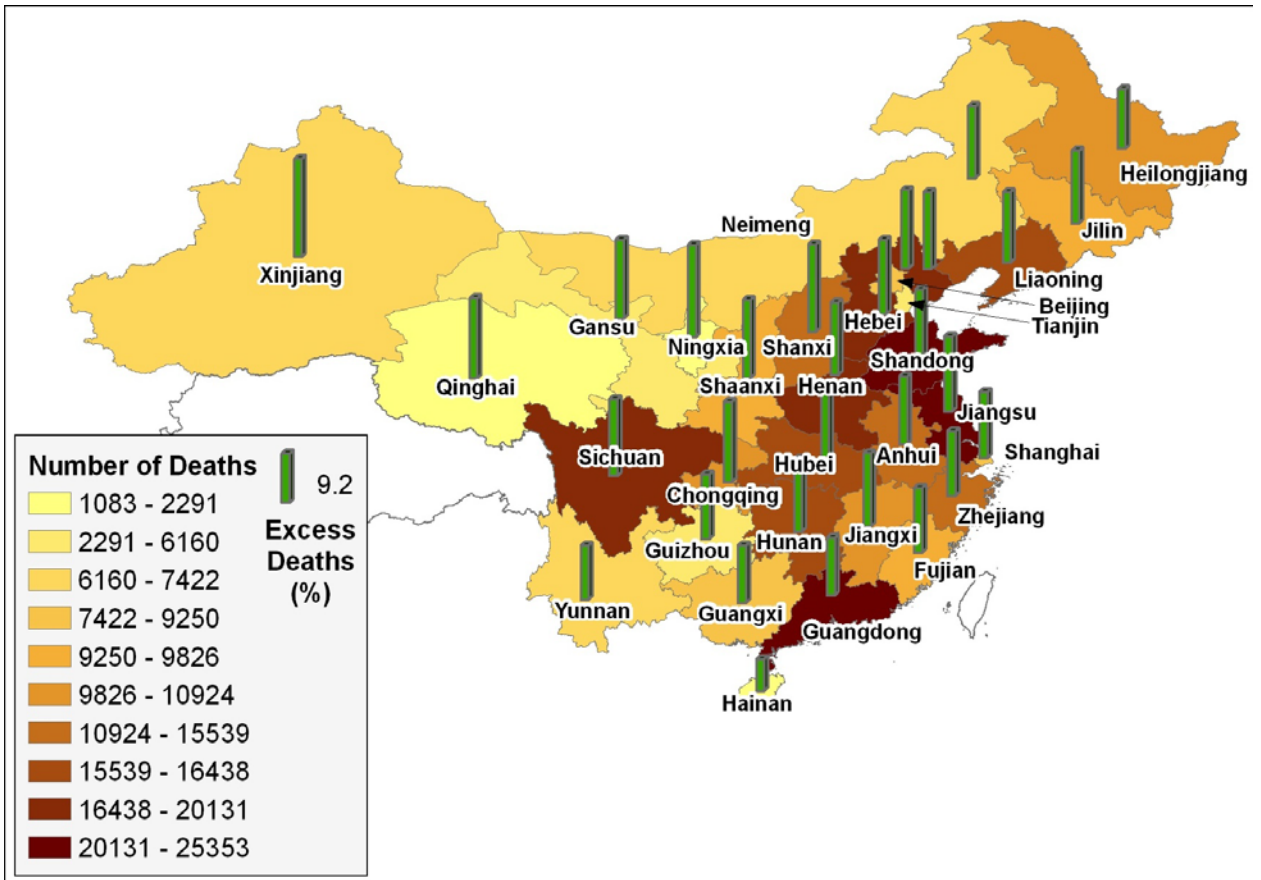 Heilongjiang
Neimeng
Jilin
Xinjiang
Liaoning
Beijing
Gansu
Hebei
Tianjin
Ningxia
Shanxi
Shandong
Qinghai
Shaanxi
Henan
Jiangsu
Sichuan
Hubei
Anhui
Shanghai
Chongqing
Zhejiang
Guizhou
Hunan
Jiangxi
Fujian
Yunnan
Guangxi
Guangdong
Hainan
Number of Deaths
1083 - 2291
2291 - 6160
6160 - 7422
7422 - 9250
9250 - 9826
9826 - 10924
10924 - 15539
15539 - 16438
16438 - 20131
20131 - 25353
9.2
Excess
Deaths
(%)